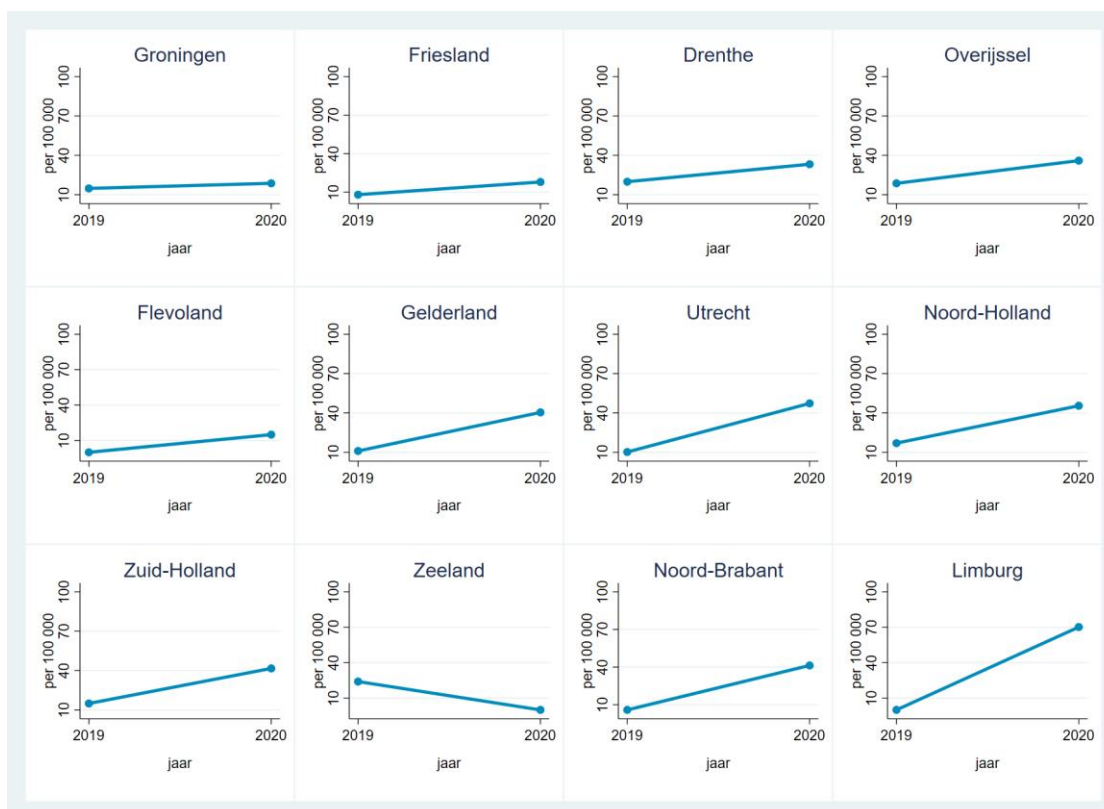 Groningen
100
70
40
10
per 100 000
2019 2020
jaar
Friesland
100
70
40
10
per 100 000
2019 2020
jaar
Drenthe
100
70
40
10
per 100 000
2019 2020
jaar
Overijssel
100
70
40
10
per 100 000
2019 2020
jaar
Flevoland
100
70
40
10
per 100 000
2019 2020
jaar
Gelderland
100
70
40
10
per 100 000
2019 2020
jaar
Utrecht
100
70
40
10
per 100 000
2019 2020
jaar
Noord-Holland
100
70
40
10
per 100 000
2019 2020
jaar
Zuid-Holland
100
70
40
10
per 100 000
2019 2020
jaar
Zeeland
100
70
40
10
per 100 000
2019 2020
jaar
Noord-Brabant
100
70
40
10
per 100 000
2019 2020
jaar
Limburg
100
70
40
10
per 100 000
2019 2020
jaar